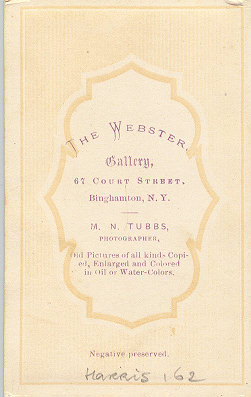 THE WEBSTER
Gallery,
67 COURT STREET,
Binghamton, N. Y.
M. N. TUBBS,
PHOTOGRAPHER,
Old Pictures of all kinds Copi-
ed, Enlarged and Colored
in Oil or Water-Colors.
Negative preserved.
Harris 162